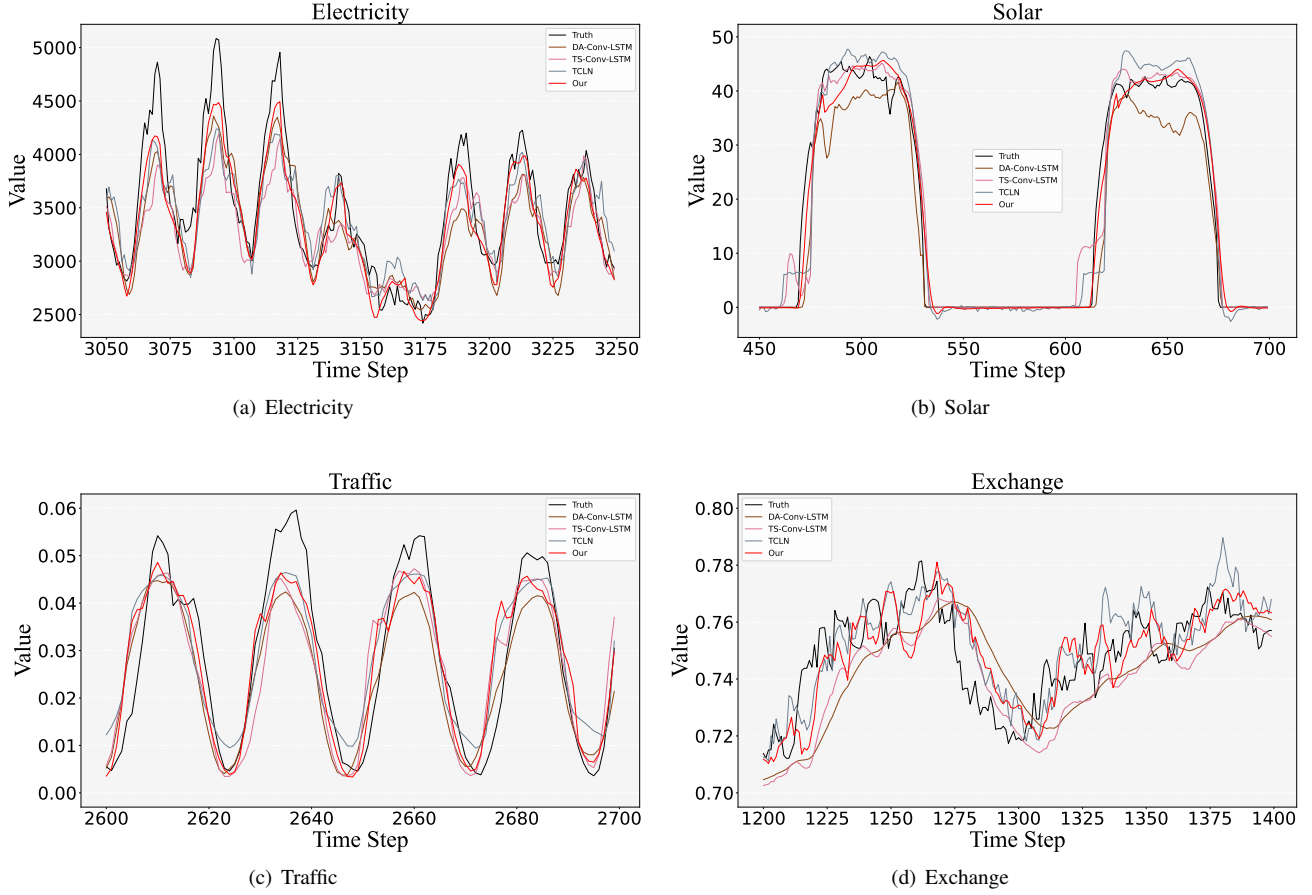 Electricity
Value
5000
4500
4000
3500
3000
2500
Truth
DA-Conv-LSTM
TS-Conv-LSTM
TCLN
Our
3050 3075 3100 3125 3150 3175 3200 3225 3250
Time Step
(a) Electricity
Solar
Value
50
40
30
20
10
0
Truth
DA-Conv-LSTM
TS-Conv-LSTM
TCLN
Our
450 500 550 600 650 700
Time Step
(b) Solar
Traffic
Value
0.06
0.05
0.04
0.03
0.02
0.01
0.00
Truth
DA-Conv-LSTM
TS-Conv-LSTM
TCLN
Our
2600 2620 2640 2660 2680 2700
Time Step
(c) Traffic
Exchange
Value
0.80
0.78
0.76
0.74
0.72
0.70
Truth
DA-Conv-LSTM
TS-Conv-LSTM
TCLN
Our
1200 1225 1250 1275 1300 1325 1350 1375 1400
Time Step
(d) Exchange